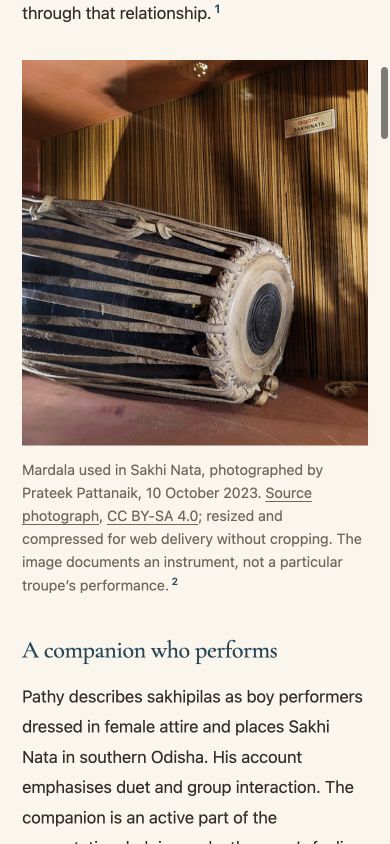 through that relationship. 1
SAKHINATA
Mardala used in Sakhi Nata, photographed by
Prateek Pattanaik, 10 October 2023. Source
photograph, CC BY-SA 4.0; resized and
compressed for web delivery without cropping. The
image documents an instrument, not a particular
troupe’s performance. 2
A companion who performs
Pathy describes sakhipilas as boy performers
dressed in female attire and places Sakhi
Nata in southern Odisha. His account
emphasises duet and group interaction. The
companion is an active part of the